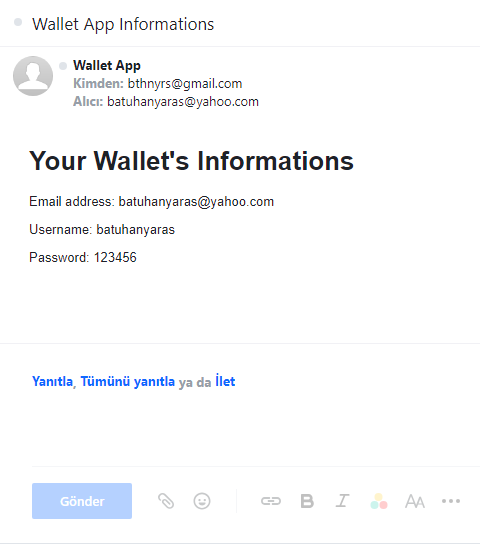 Wallet App Informations
Wallet App
Kimden: bthnyrs@gmail.com
Alıcı: batuhanyaras@yahoo.com
Your Wallet's Informations
Email address: batuhanyaras@yahoo.com
Username: batuhanyaras
Password: 123456
Yanıtla, Tümünü yanıtla ya da İlet
Gönder
B I AA